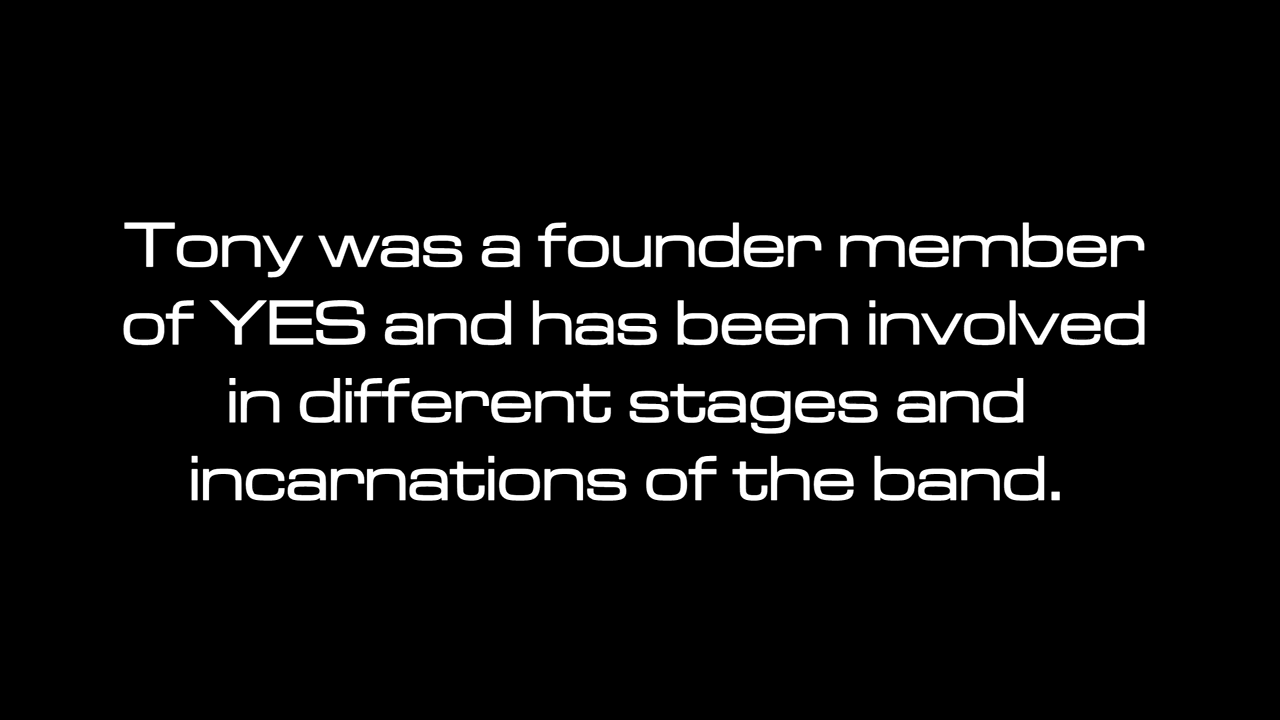 Tony was a founder member
of YES and has been involved
in different stages and
incarnations of the band.